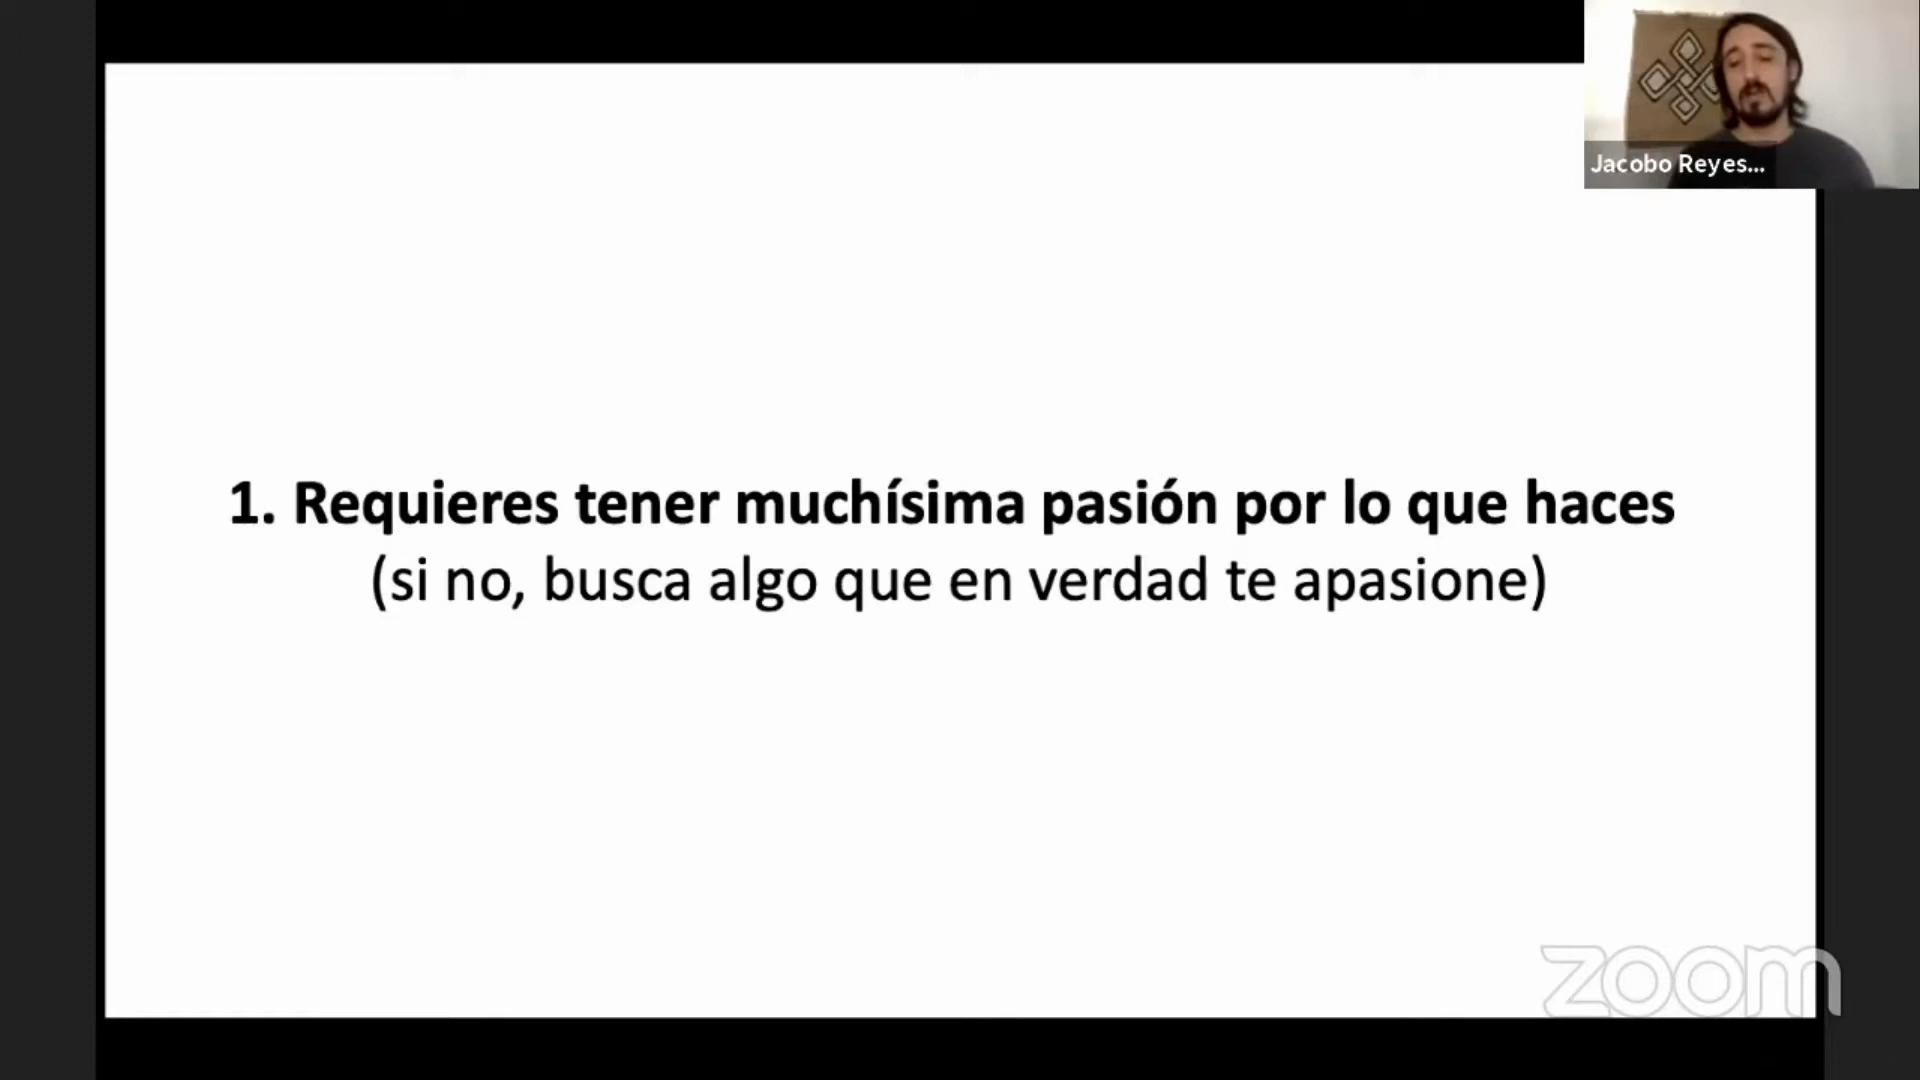 Jacobo Reyes...
1. Requieres tener muchísima pasión por lo que haces
(si no, busca algo que en verdad te apasione)
zoom